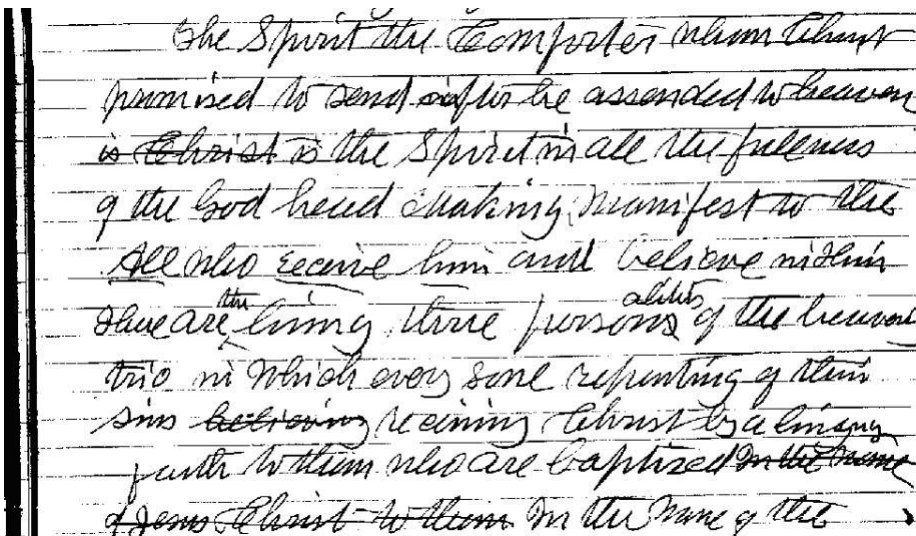 The Spirit the Comforter whom Christ
promised to send after he assended to heaven
is Christ is the Spirit in all the fulness
of the God head making manifest to the
All who receive him and believe in him
there are the living three personalities of the heavenly
trio in which every soul repenting of their
sins believing receiving Christ by a living
faith to them who are baptized in the name
of Jesus Christ to them In the name of the